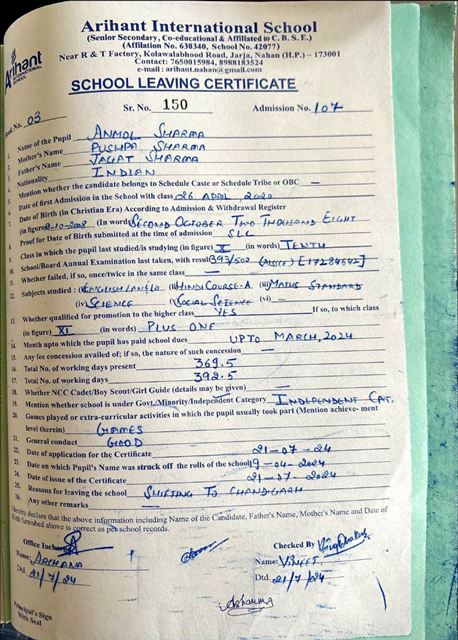 Arihant International School
(Senior Secondary, Co-educational & Affiliated to C. B. S. E.)
(Affilation No. 630340, School No. 42077)
Near R & T Factory, Kolawalabhood Road, Jarja, Nahan (H.P.) - 173001
Contact: 7650015984, 8988183524
e-mail : arihant.nahan@gmail.com
Arihant
INTERNATIONAL SCHOOL
SCHOOL LEAVING CERTIFICATE
No. 03 Sr. No. 150 Admission No. 107
1. Name of the Pupil ANMOL SHARMA
2. Mother's Name PUSHPA SHARMA
3. Father's Name JAGAT SHARMA
4. Nationality INDIAN
5. Mention whether the candidate belongs to Schedule Caste or Schedule Tribe or OBC —
6. Date of first Admission in the School with class 26 APRIL, 2020
7. Date of Birth (in Christian Era) According to Admission & Withdrawal Register
(in figure) 2-10-2008 (In words) SECOND OCTOBER TWO THOUSAND EIGHT
8. Proof for Date of Birth submitted at the time of admission SLC
9. Class in which the pupil last studied/is studying (in figure) X (in words) TENTH
10. School/Board Annual Examination last taken, with result 393/500 [17284642]
11. Whether failed, if so, once/twice in the same class —
12. Subjects studied : (i) ENGLISH LANG LIT (ii) HINDI COURSE-A (iii) MATHS STANDARD
(iv) SCIENCE (v) SOCIAL SCIENCE (vi) —
13. Whether qualified for promotion to the higher class YES If so, to which class
(in figure) XI (in words) PLUS ONE
14. Month upto which the pupil has paid school dues UPTO MARCH, 2024
15. Any fee concession availed of; if so, the nature of such concession —
16. Total No. of working days present 369.5
17. Total No. of working days 392.5
18. Whether NCC Cadet/Boy Scout/Girl Guide (details may be given) —
19. Mention whether school is under Govt./Minority/Independent Category INDEPENDENT CAT.
20. Games played or extra-curricular activities in which the pupil usually took part (Mention achieve- ment
level therein) GAMES
21. General conduct GOOD
22. Date of application for the Certificate 21-07-24
23. Date on which Pupil's Name was struck off the rolls of the school 19-04-2024
24. Date of issue of the Certificate 21-07-2024
25. Reasons for leaving the school SHIFTING TO CHANDIGARH
26. Any other remarks —
hereby declare that the above information including Name of the Candidate, Father's Name, Mother's Name and Date of
Birth furnished above is correct as per school records.
Office Incharge Checked By
Name: ARCHANA Name: VINEET
Dtd. 21/7/24 Dtd. 21/7/24
Principal's Sign
With Seal